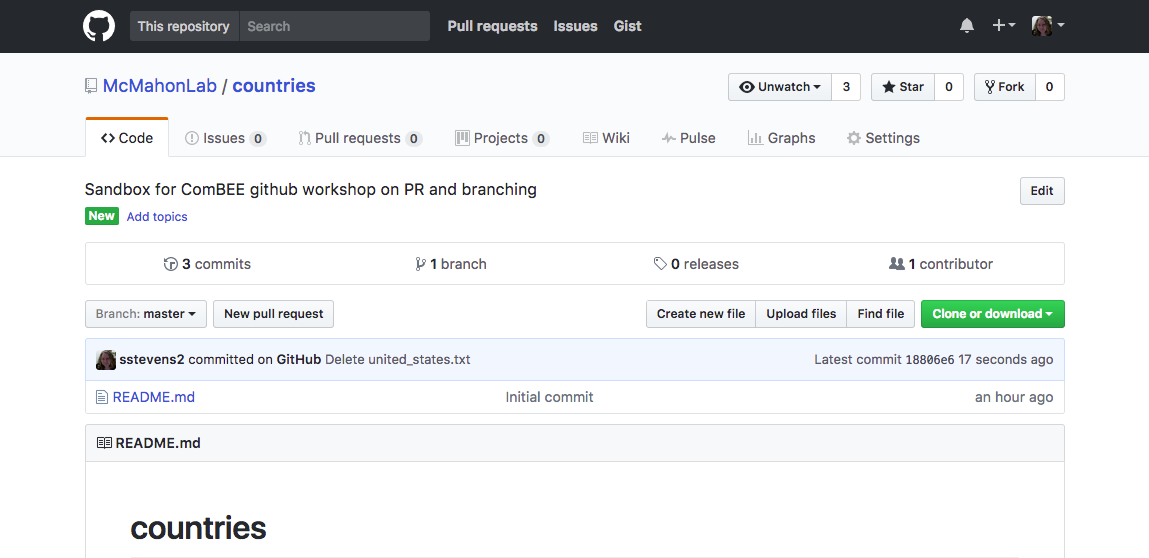 This repository Search Pull requests Issues Gist
McMahonLab / countries Unwatch 3 Star 0 Fork 0
Code Issues 0 Pull requests 0 Projects 0 Wiki Pulse Graphs Settings
Sandbox for ComBEE github workshop on PR and branching Edit
New Add topics
3 commits 1 branch 0 releases 1 contributor
Branch: master New pull request Create new file Upload files Find file Clone or download
sstevens2 committed on GitHub Delete united_states.txt Latest commit 18806e6 17 seconds ago
README.md Initial commit an hour ago
README.md
countries